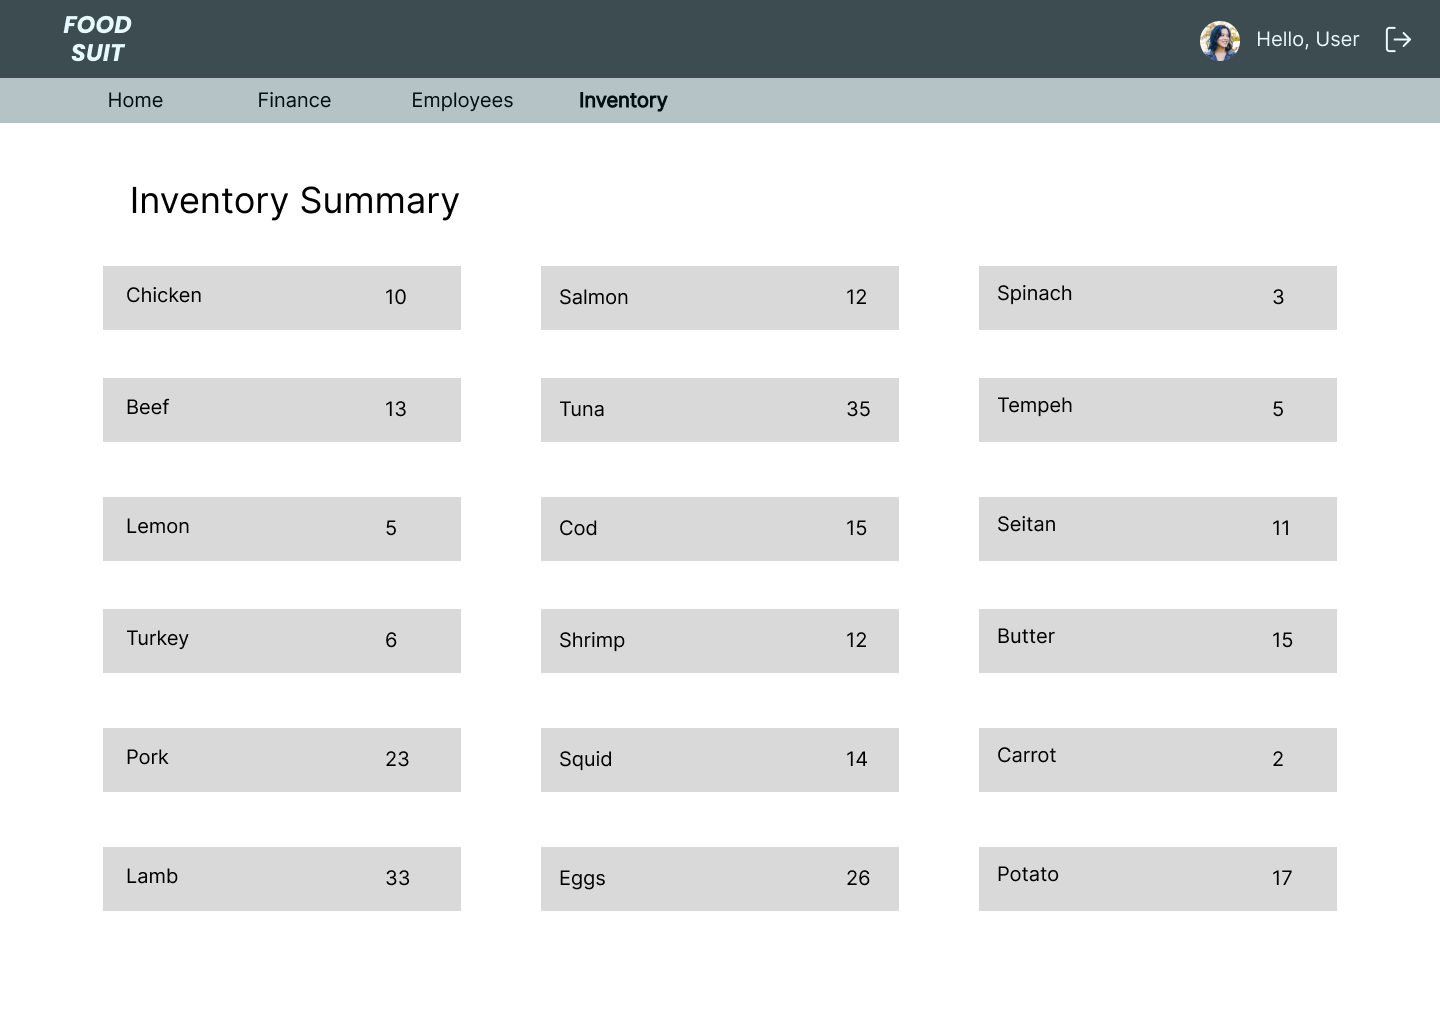 FOOD
SUIT
Hello, User
Home Finance Employees Inventory
Inventory Summary
Chicken 10 Salmon 12 Spinach 3
Beef 13 Tuna 35 Tempeh 5
Lemon 5 Cod 15 Seitan 11
Turkey 6 Shrimp 12 Butter 15
Pork 23 Squid 14 Carrot 2
Lamb 33 Eggs 26 Potato 17